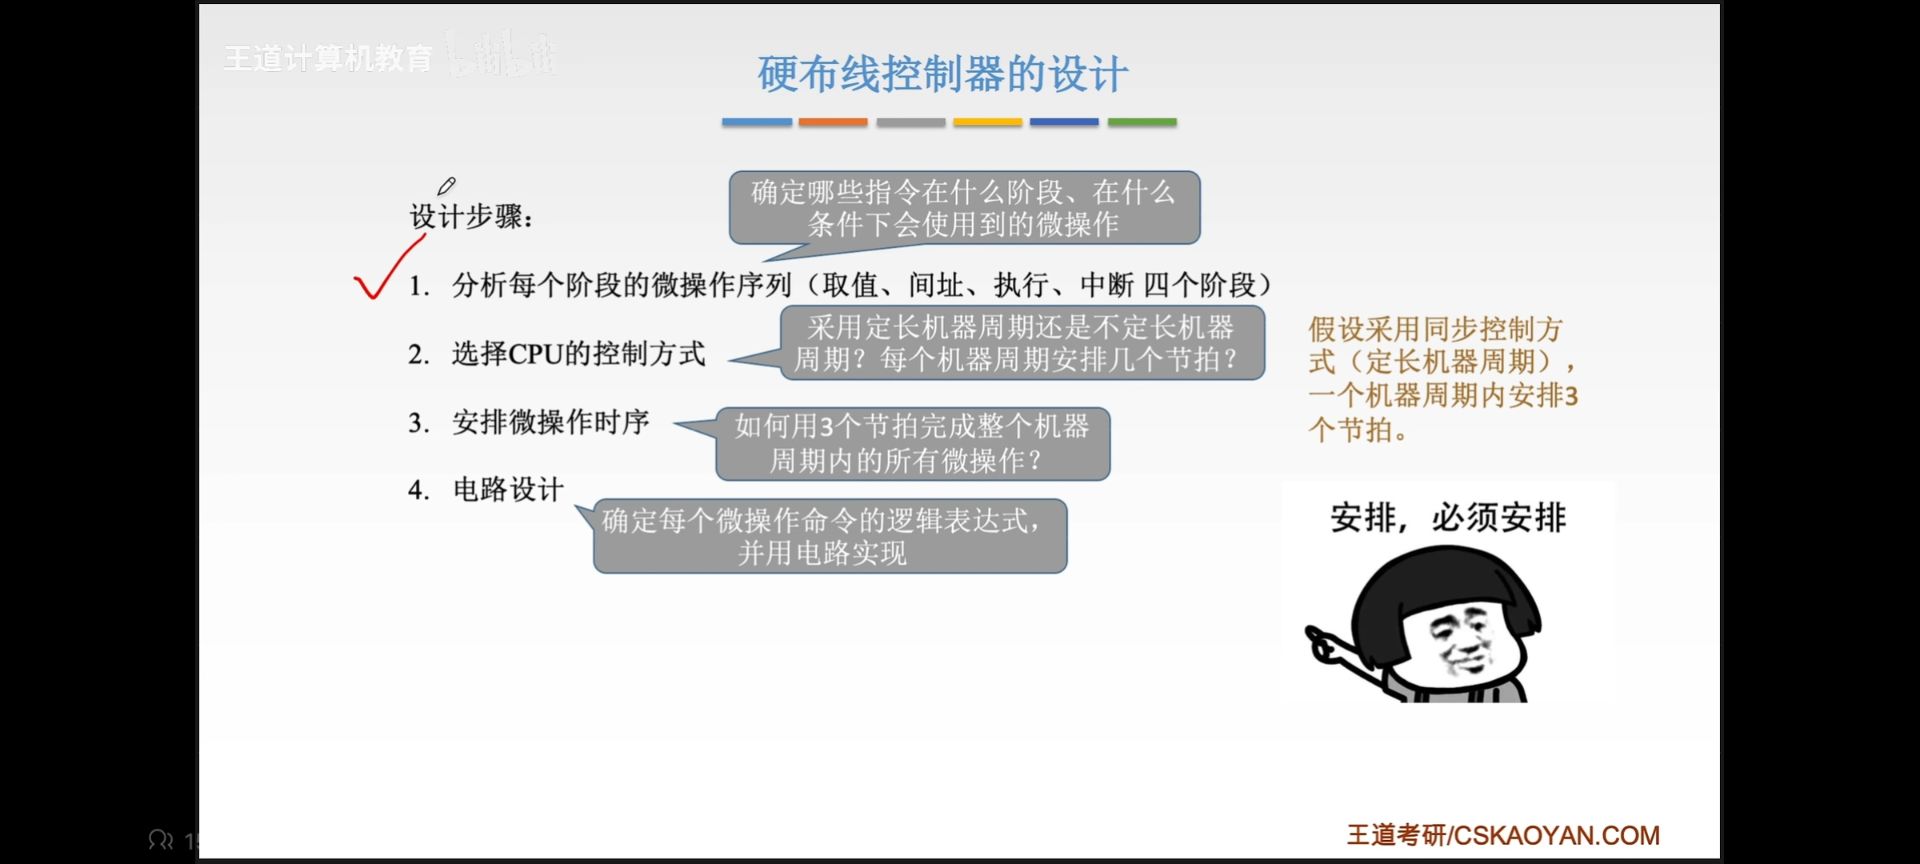 王道计算机教育 bilibili
硬布线控制器的设计
设计步骤：
确定哪些指令在什么阶段、在什么
条件下会使用到的微操作
1. 分析每个阶段的微操作序列（取值、间址、执行、中断 四个阶段）
2. 选择CPU的控制方式
采用定长机器周期还是不定长机器
周期？每个机器周期安排几个节拍？
假设采用同步控制方
式（定长机器周期），
一个机器周期内安排3
个节拍。
3. 安排微操作时序
如何用3个节拍完成整个机器
周期内的所有微操作？
4. 电路设计
确定每个微操作命令的逻辑表达式，
并用电路实现
安排，必须安排
王道考研/CSKAOYAN.COM